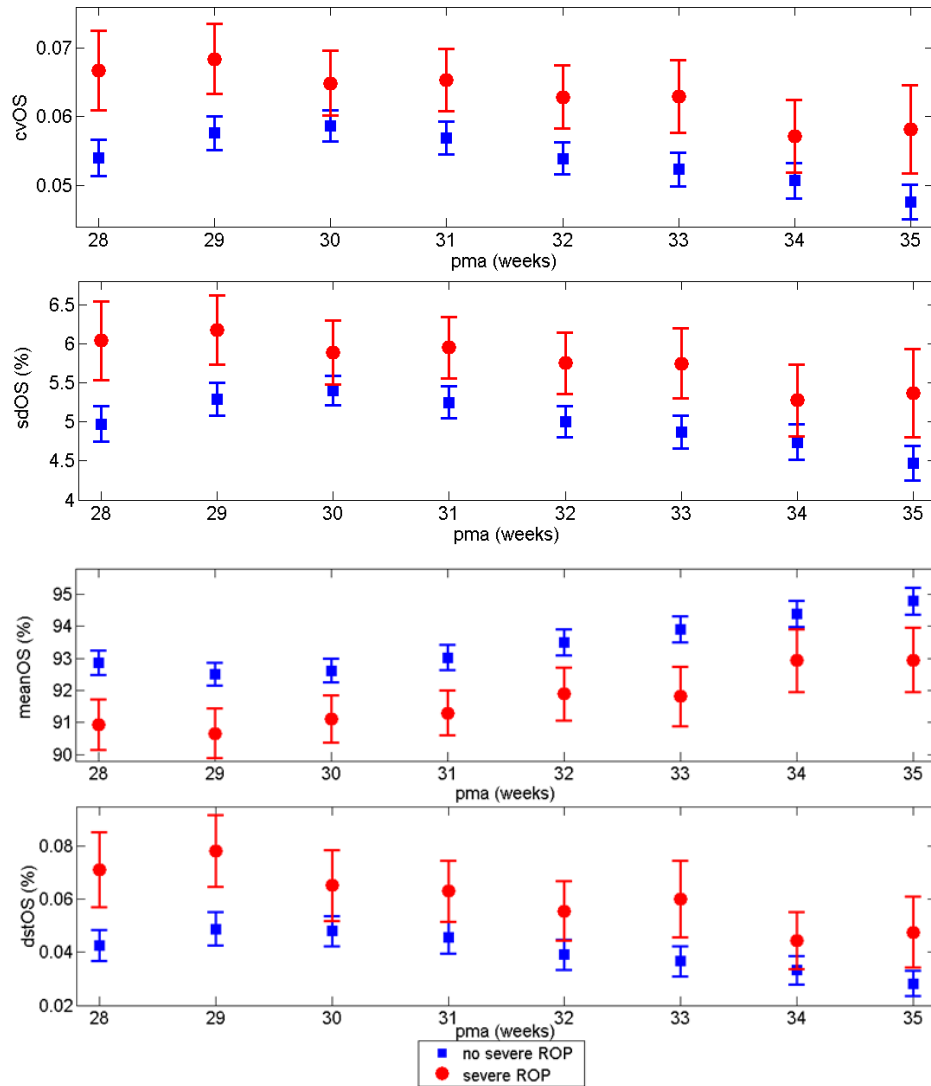 0.07
0.06
0.05
cvOS
28 29 30 31 32 33 34 35
pma (weeks)
6.5
6
5.5
5
4.5
4
sdOS (%)
28 29 30 31 32 33 34 35
pma (weeks)
95
94
93
92
91
90
meanOS (%)
28 29 30 31 32 33 34 35
pma (weeks)
0.08
0.06
0.04
0.02
dstOS (%)
28 29 30 31 32 33 34 35
pma (weeks)
no severe ROP
severe ROP